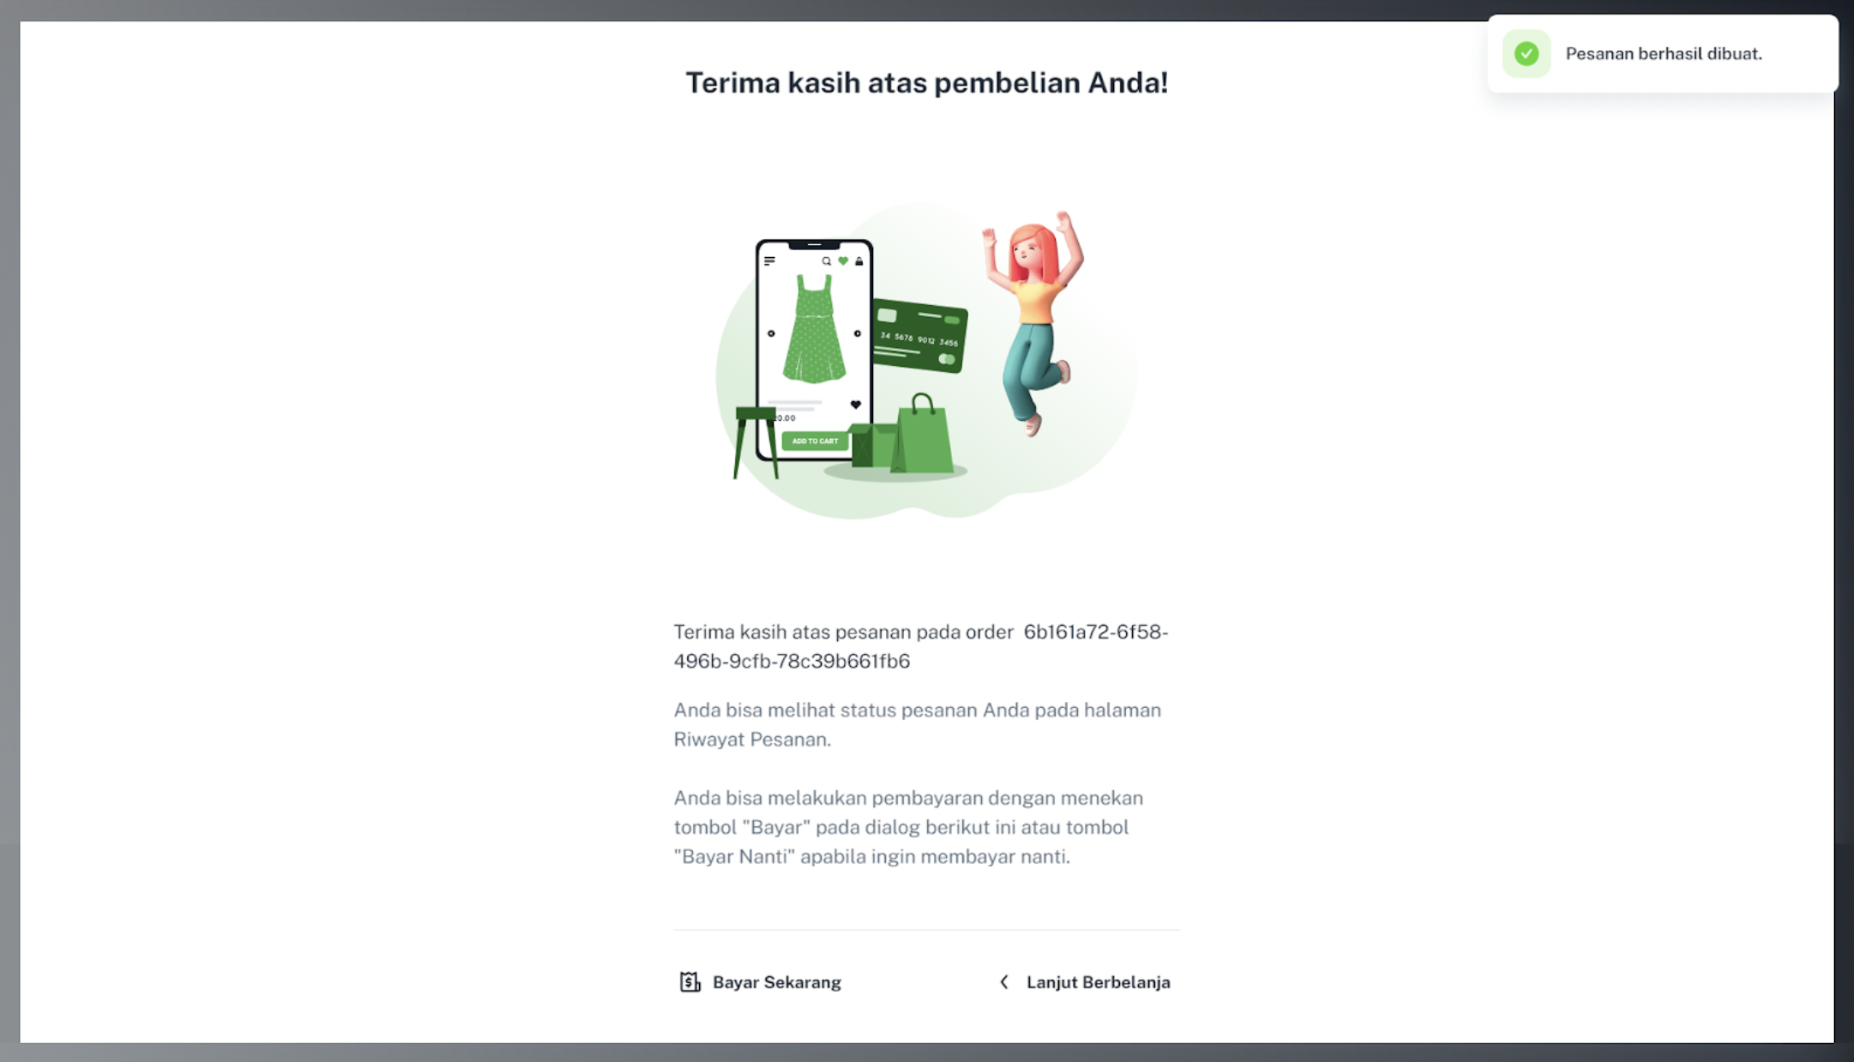 Pesanan berhasil dibuat.
Terima kasih atas pembelian Anda!
34 5678 9012 3456
20.00
ADD TO CART
Terima kasih atas pesanan pada order 6b161a72-6f58-
496b-9cfb-78c39b661fb6
Anda bisa melihat status pesanan Anda pada halaman
Riwayat Pesanan.
Anda bisa melakukan pembayaran dengan menekan
tombol "Bayar" pada dialog berikut ini atau tombol
"Bayar Nanti" apabila ingin membayar nanti.
Bayar Sekarang
Lanjut Berbelanja